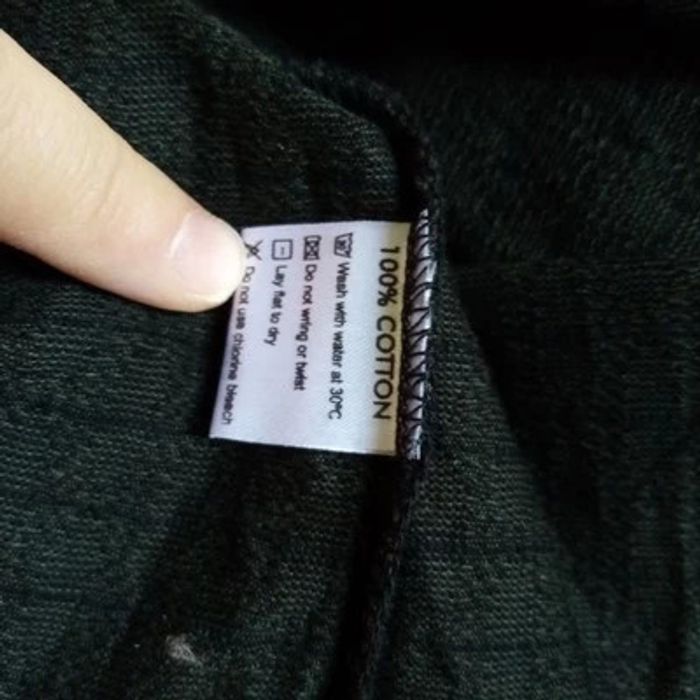 100% COTTON
Wash with water at 30°C
Do not wring or twist
Lay flat to dry
Do not use chlorine bleach